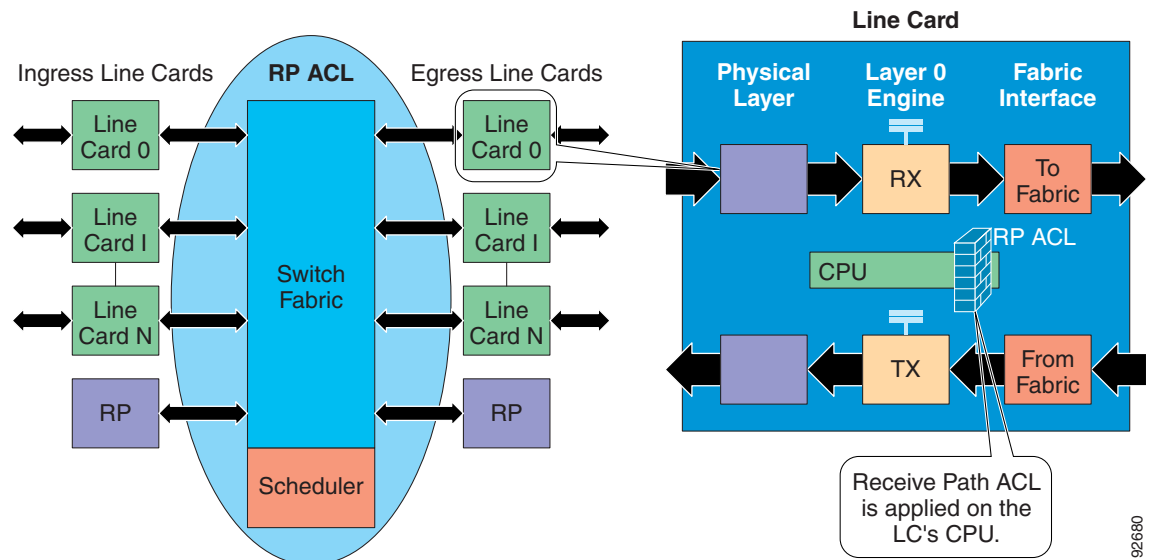 Line Card
Ingress Line Cards
RP ACL
Egress Line Cards
Line
Card 0
Line
Card I
Line
Card N
RP
Switch
Fabric
Scheduler
Line
Card 0
Line
Card I
Line
Card N
RP
Physical
Layer
Layer 0
Engine
Fabric
Interface
RX
To
Fabric
RP ACL
CPU
TX
From
Fabric
Receive Path ACL
is applied on the
LC's CPU.
92680